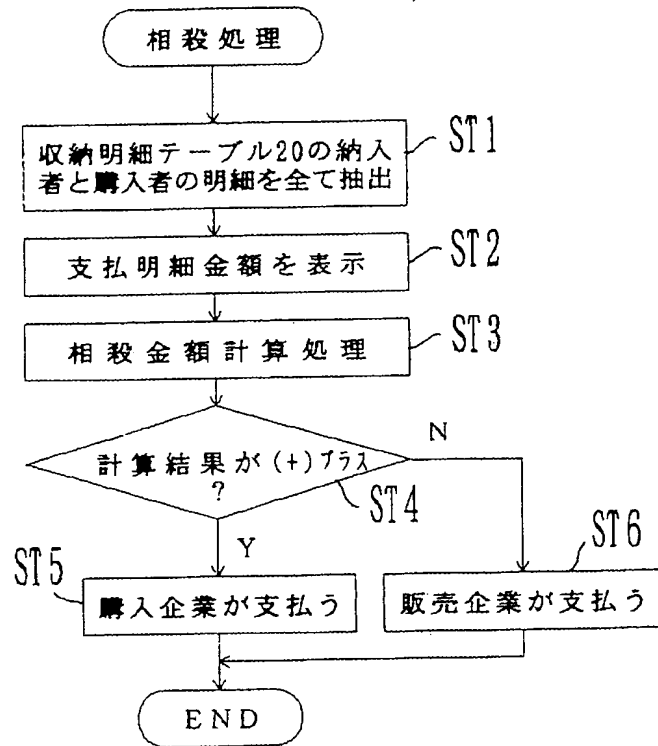 相殺処理
収納明細テーブル20の納入
者と購入者の明細を全て抽出
ST1
支払明細金額を表示
ST2
相殺金額計算処理
ST3
計算結果が(+)プラス
?
ST4
N
Y
ST5
購入企業が支払う
ST6
販売企業が支払う
END